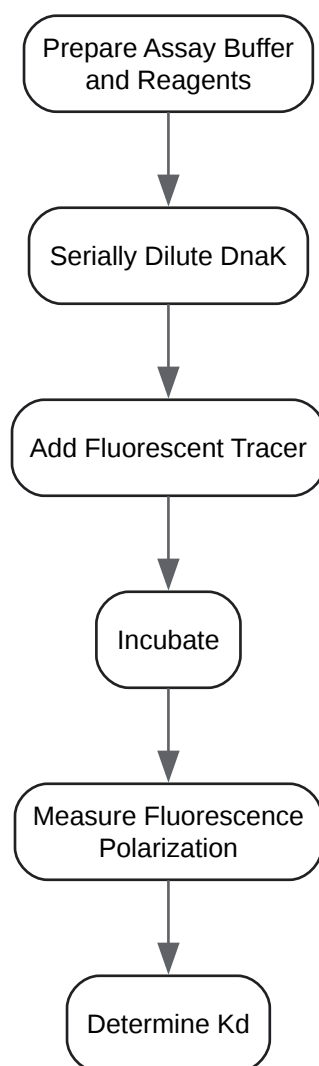 Prepare Assay Buffer
and Reagents
Serially Dilute DnaK
Add Fluorescent Tracer
Incubate
Measure Fluorescence
Polarization
Determine Kd